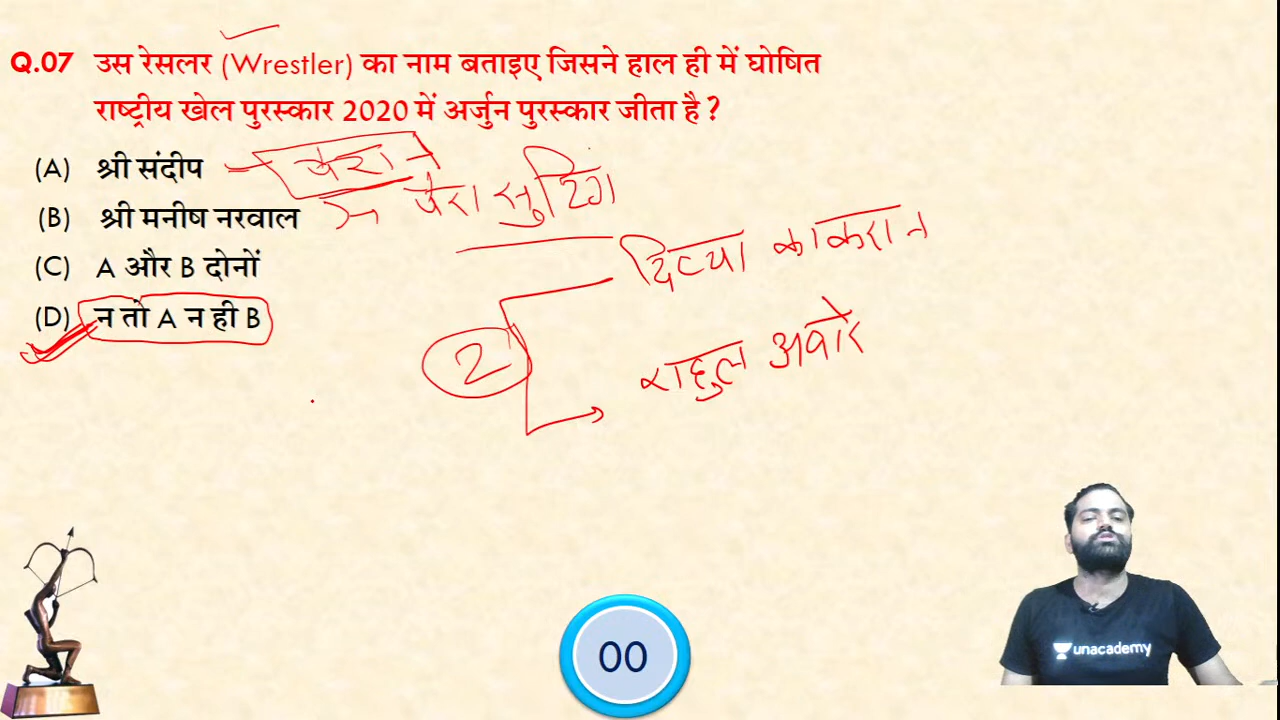 Q.07 उस रेसलर (Wrestler) का नाम बताइए जिसने हाल ही में घोषित
राष्ट्रीय खेल पुरस्कार 2020 में अर्जुन पुरस्कार जीता है ?
(A) श्री संदीप पैरा
(B) श्री मनीष नरवाल पैरा सुटिंग
(C) A और B दोनों
(D) न तो A न ही B
दिव्या काकरान
2
राहुल अवारे
00
unacademy